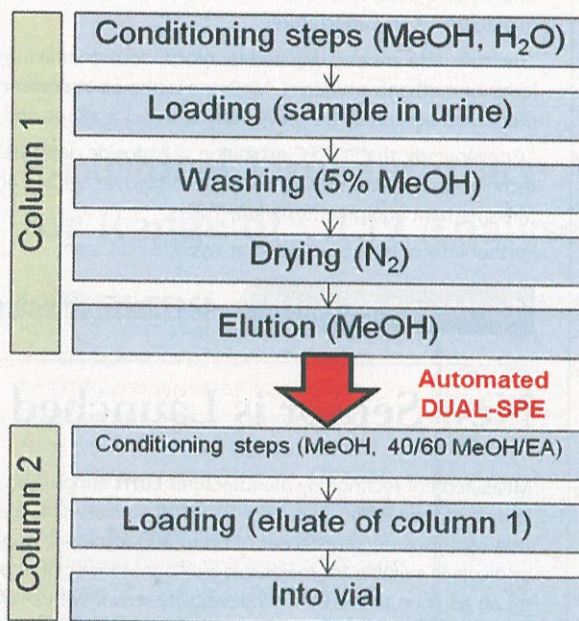 Column 1
Conditioning steps (MeOH, H₂O)
Loading (sample in urine)
Washing (5% MeOH)
Drying (N₂)
Elution (MeOH)
Automated
DUAL-SPE
Column 2
Conditioning steps (MeOH, 40/60 MeOH/EA)
Loading (eluate of column 1)
Into vial